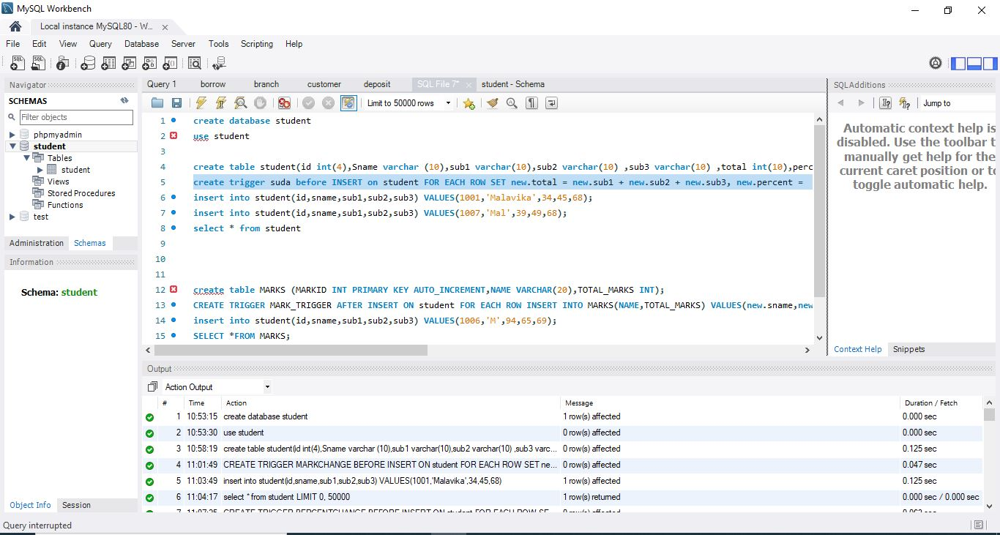 MySQL Workbench
Local instance MySQL80 - W... ×
File Edit View Query Database Server Tools Scripting Help
Navigator
SCHEMAS
Filter objects
phpmyadmin
student
Tables
student
Views
Stored Procedures
Functions
test
Administration Schemas
Information
Schema: student
Object Info Session
Query 1 borrow branch customer deposit SQL File 7* × student - Schema
Limit to 50000 rows
1 create database student
2 use student
3
4 create table student(id int(4),Sname varchar (10),sub1 varchar(10),sub2 varchar(10) ,sub3 varchar(10) ,total int(10),perc
5 create trigger suda before INSERT on student FOR EACH ROW SET new.total = new.sub1 + new.sub2 + new.sub3, new.percent =
6 insert into student(id,sname,sub1,sub2,sub3) VALUES(1001,'Malavika',34,45,68);
7 insert into student(id,sname,sub1,sub2,sub3) VALUES(1007,'Mal',39,49,68);
8 select * from student
9
10
11
12 create table MARKS (MARKID INT PRIMARY KEY AUTO_INCREMENT,NAME VARCHAR(20),TOTAL_MARKS INT);
13 CREATE TRIGGER MARK_TRIGGER AFTER INSERT ON student FOR EACH ROW INSERT INTO MARKS(NAME,TOTAL_MARKS) VALUES(new.sname,new
14 insert into student(id,sname,sub1,sub2,sub3) VALUES(1006,'M',94,65,69);
15 SELECT *FROM MARKS;
SQLAdditions
Jump to
Automatic context help is
disabled. Use the toolbar t
manually get help for the
current caret position or to
toggle automatic help.
Context Help Snippets
Output
Action Output
# Time Action Message Duration / Fetch
1 10:53:15 create database student 1 row(s) affected 0.000 sec
2 10:53:30 use student 0 row(s) affected 0.000 sec
3 10:58:19 create table student(id int(4),Sname varchar (10),sub1 varchar(10),sub2 varchar(10) ,sub3 varc... 0 row(s) affected 0.125 sec
4 11:01:49 CREATE TRIGGER MARKCHANGE BEFORE INSERT ON student FOR EACH ROW SET ne... 0 row(s) affected 0.047 sec
5 11:03:49 insert into student(id,sname,sub1,sub2,sub3) VALUES(1001,'Malavika',34,45,68) 1 row(s) affected 0.125 sec
6 11:04:17 select * from student LIMIT 0, 50000 1 row(s) returned 0.000 sec / 0.000 sec
Query interrupted